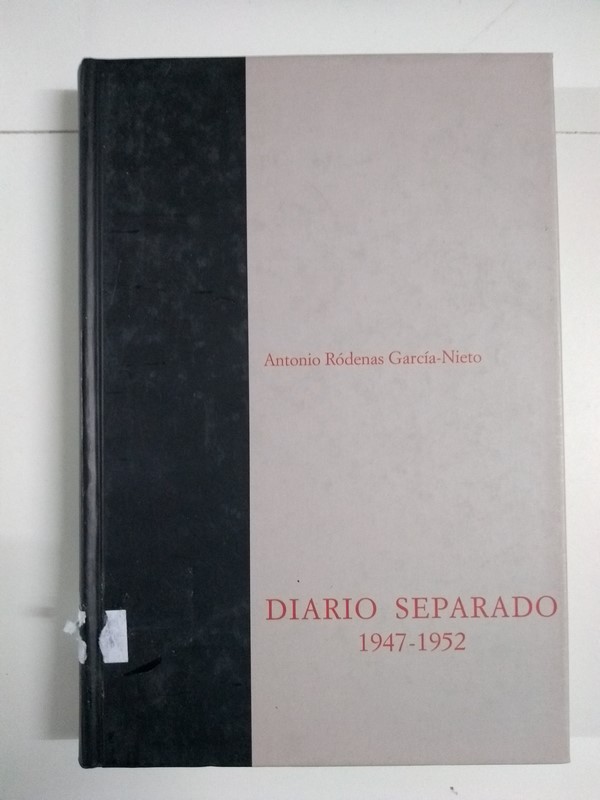 Antonio Ródenas García-Nieto
DIARIO SEPARADO
1947-1952